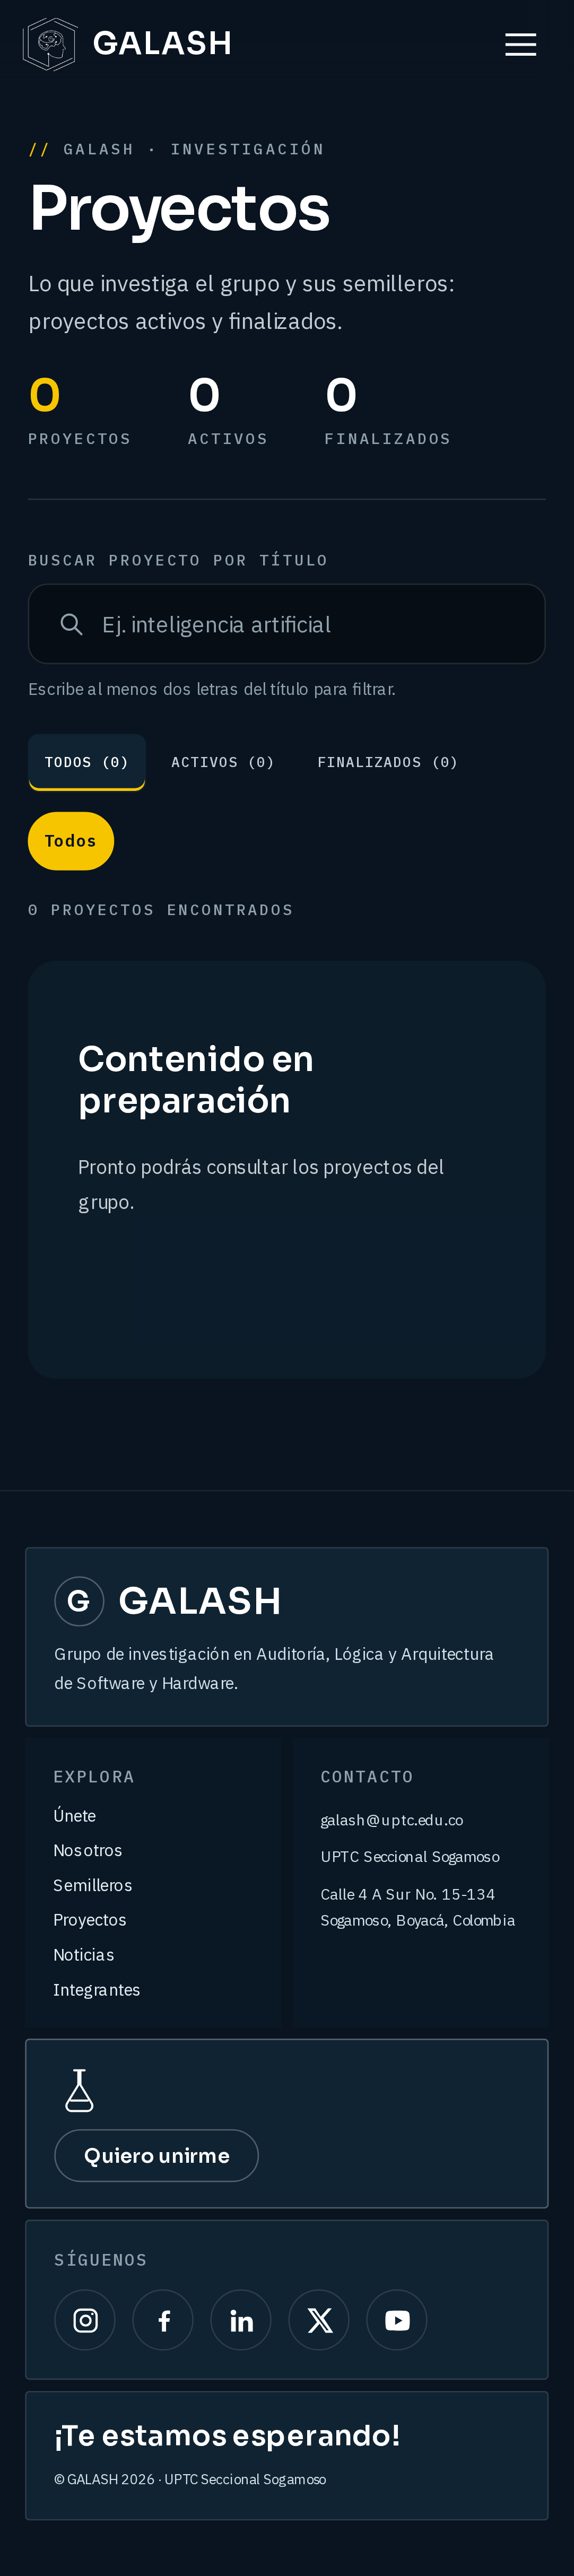 GALASH
// GALASH · INVESTIGACIÓN
Proyectos
Lo que investiga el grupo y sus semilleros:
proyectos activos y finalizados.
0 0 0
PROYECTOS ACTIVOS FINALIZADOS
BUSCAR PROYECTO POR TÍTULO
Ej. inteligencia artificial
Escribe al menos dos letras del título para filtrar.
TODOS (0) ACTIVOS (0) FINALIZADOS (0)
Todos
0 PROYECTOS ENCONTRADOS
Contenido en
preparación
Pronto podrás consultar los proyectos del
grupo.
G GALASH
Grupo de investigación en Auditoría, Lógica y Arquitectura
de Software y Hardware.
EXPLORA
Únete
Nosotros
Semilleros
Proyectos
Noticias
Integrantes
CONTACTO
galash@uptc.edu.co
UPTC Seccional Sogamoso
Calle 4 A Sur No. 15-134
Sogamoso, Boyacá, Colombia
Quiero unirme
SÍGUENOS
¡Te estamos esperando!
© GALASH 2026 · UPTC Seccional Sogamoso